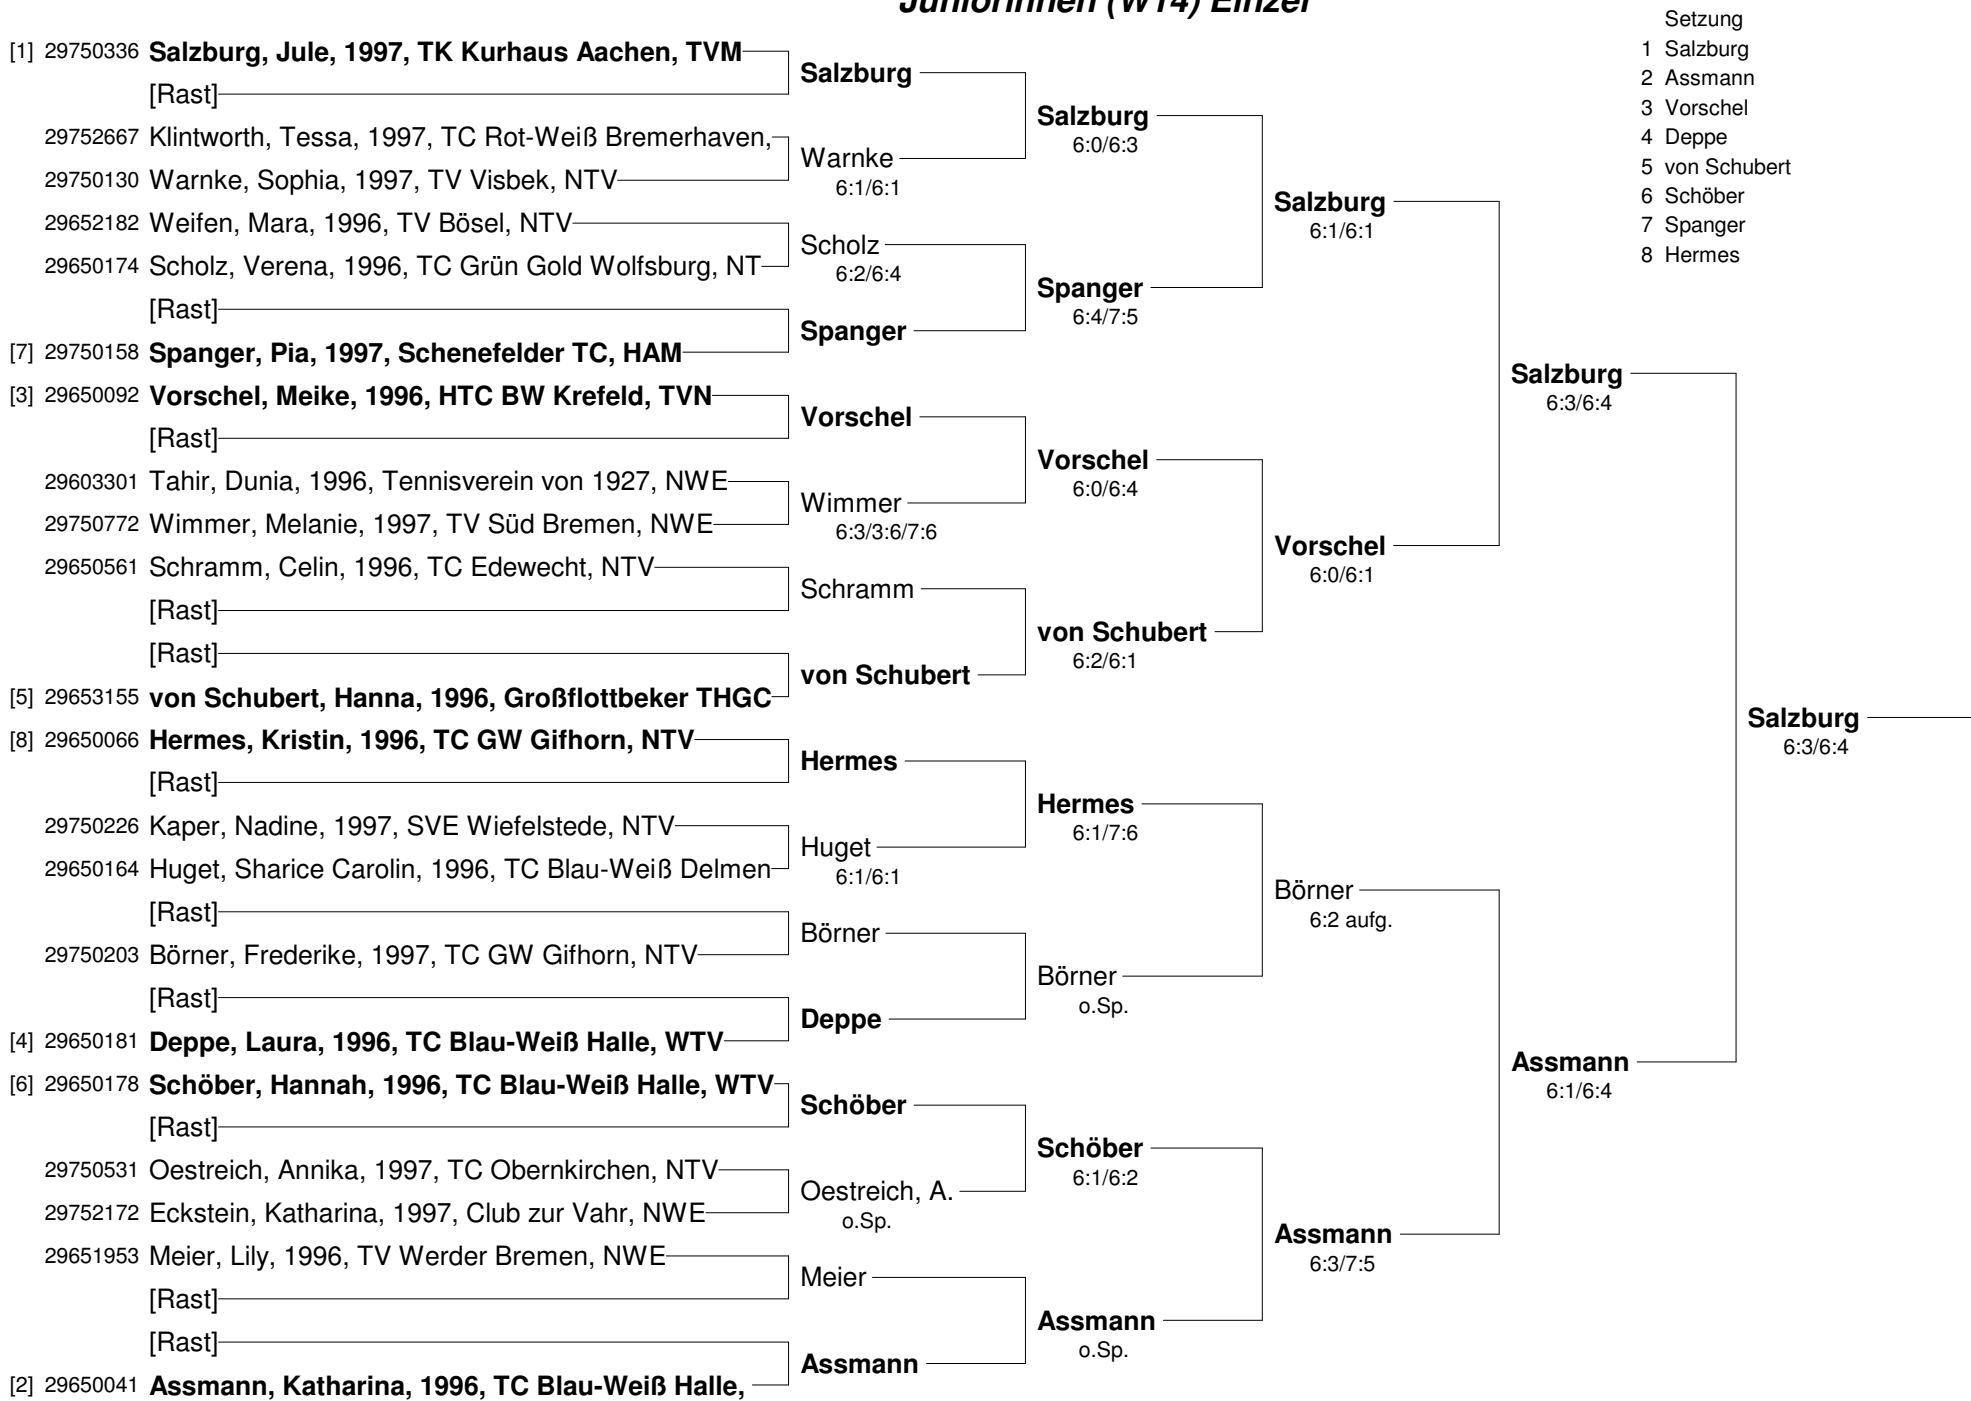 Juniorinnen (W14) Einzel
Setzung
1 Salzburg
2 Assmann
3 Vorschel
4 Deppe
5 von Schubert
6 Schöber
7 Spanger
8 Hermes
[1] 29750336 Salzburg, Jule, 1997, TK Kurhaus Aachen, TVM
[Rast]
29752667 Klintworth, Tessa, 1997, TC Rot-Weiß Bremerhaven,
29750130 Warnke, Sophia, 1997, TV Visbek, NTV
29652182 Weifen, Mara, 1996, TV Bösel, NTV
29650174 Scholz, Verena, 1996, TC Grün Gold Wolfsburg, NT
[Rast]
[7] 29750158 Spanger, Pia, 1997, Schenefelder TC, HAM
[3] 29650092 Vorschel, Meike, 1996, HTC BW Krefeld, TVN
[Rast]
29603301 Tahir, Dunia, 1996, Tennisverein von 1927, NWE
29750772 Wimmer, Melanie, 1997, TV Süd Bremen, NWE
29650561 Schramm, Celin, 1996, TC Edewecht, NTV
[Rast]
[Rast]
[5] 29653155 von Schubert, Hanna, 1996, Großflottbeker THGC
[8] 29650066 Hermes, Kristin, 1996, TC GW Gifhorn, NTV
[Rast]
29750226 Kaper, Nadine, 1997, SVE Wiefelstede, NTV
29650164 Huget, Sharice Carolin, 1996, TC Blau-Weiß Delmen
[Rast]
29750203 Börner, Frederike, 1997, TC GW Gifhorn, NTV
[Rast]
[4] 29650181 Deppe, Laura, 1996, TC Blau-Weiß Halle, WTV
[6] 29650178 Schöber, Hannah, 1996, TC Blau-Weiß Halle, WTV
[Rast]
29750531 Oestreich, Annika, 1997, TC Obernkirchen, NTV
29752172 Eckstein, Katharina, 1997, Club zur Vahr, NWE
29651953 Meier, Lily, 1996, TV Werder Bremen, NWE
[Rast]
[Rast]
[2] 29650041 Assmann, Katharina, 1996, TC Blau-Weiß Halle,
Salzburg
Warnke
6:1/6:1
Scholz
6:2/6:4
Spanger
Vorschel
Wimmer
6:3/3:6/7:6
Schramm
von Schubert
Hermes
Huget
6:1/6:1
Börner
Deppe
Schöber
Oestreich, A.
o.Sp.
Meier
Assmann
Salzburg
6:0/6:3
Spanger
6:4/7:5
Vorschel
6:0/6:4
von Schubert
6:2/6:1
Hermes
6:1/7:6
Börner
o.Sp.
Schöber
6:1/6:2
Assmann
o.Sp.
Salzburg
6:1/6:1
Vorschel
6:0/6:1
Börner
6:2 aufg.
Assmann
6:3/7:5
Salzburg
6:3/6:4
Assmann
6:1/6:4
Salzburg
6:3/6:4